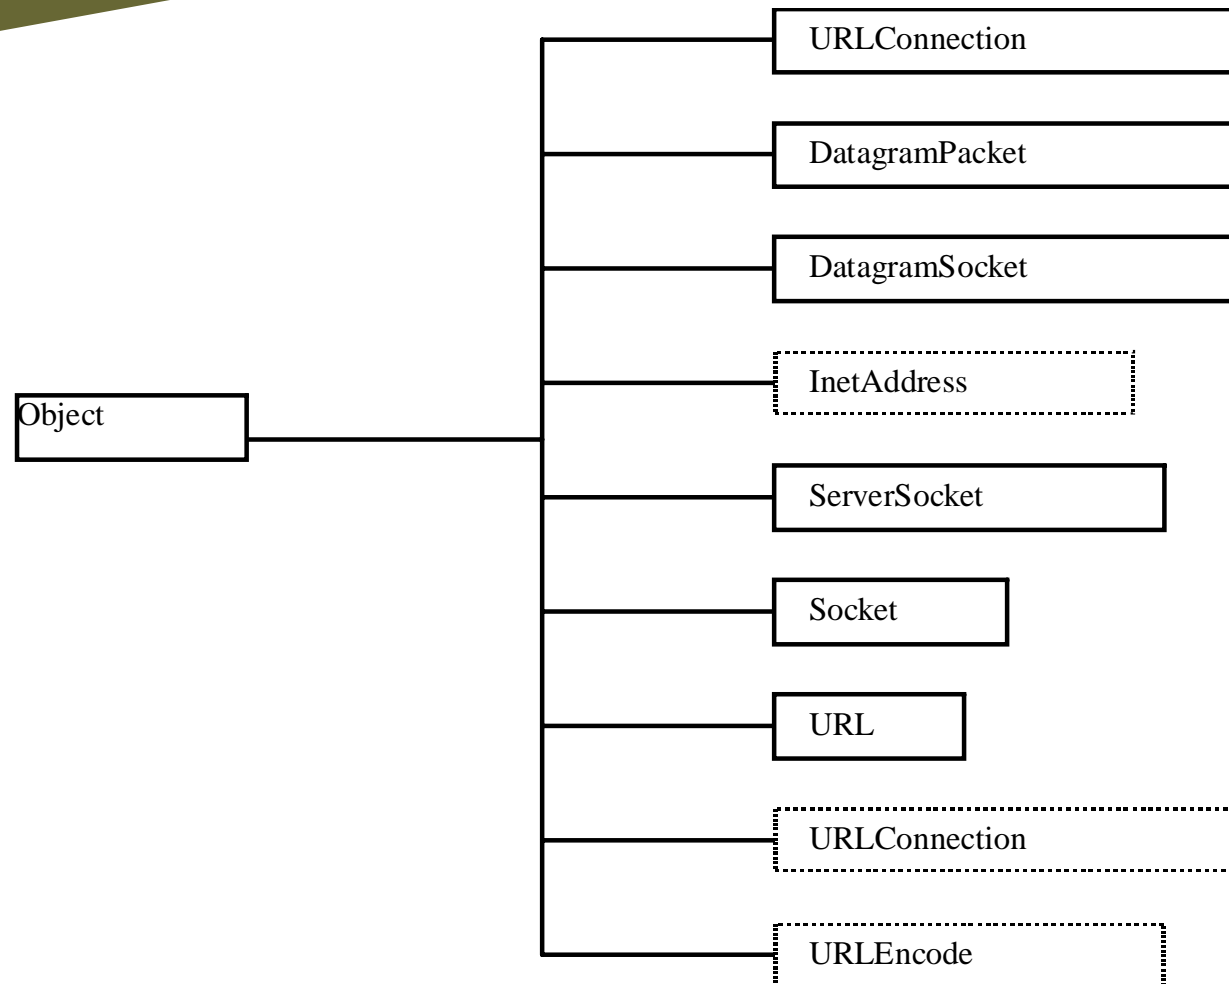 URLConnection
DatagramPacket
DatagramSocket
InetAddress
Object
ServerSocket
Socket
URL
URLConnection
URLEncode